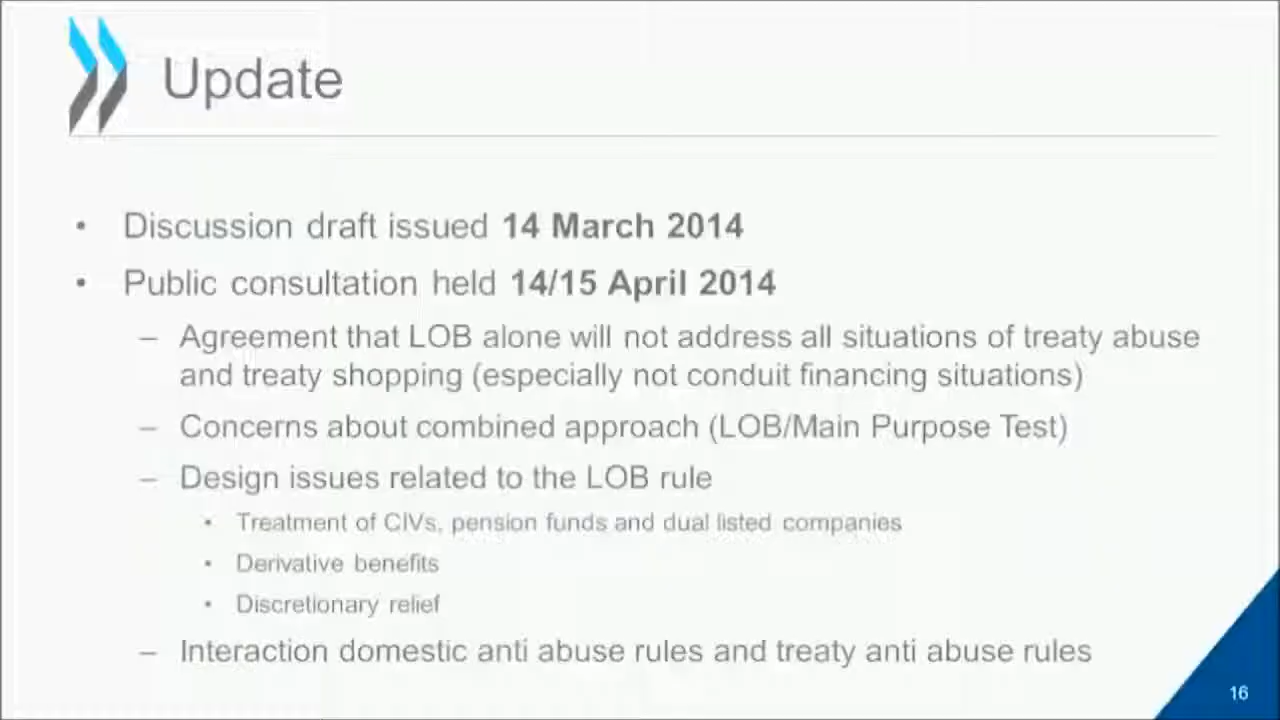 Update
• Discussion draft issued 14 March 2014
• Public consultation held 14/15 April 2014
– Agreement that LOB alone will not address all situations of treaty abuse
and treaty shopping (especially not conduit financing situations)
– Concerns about combined approach (LOB/Main Purpose Test)
– Design issues related to the LOB rule
• Treatment of CIVs, pension funds and dual listed companies
• Derivative benefits
• Discretionary relief
– Interaction domestic anti abuse rules and treaty anti abuse rules
16